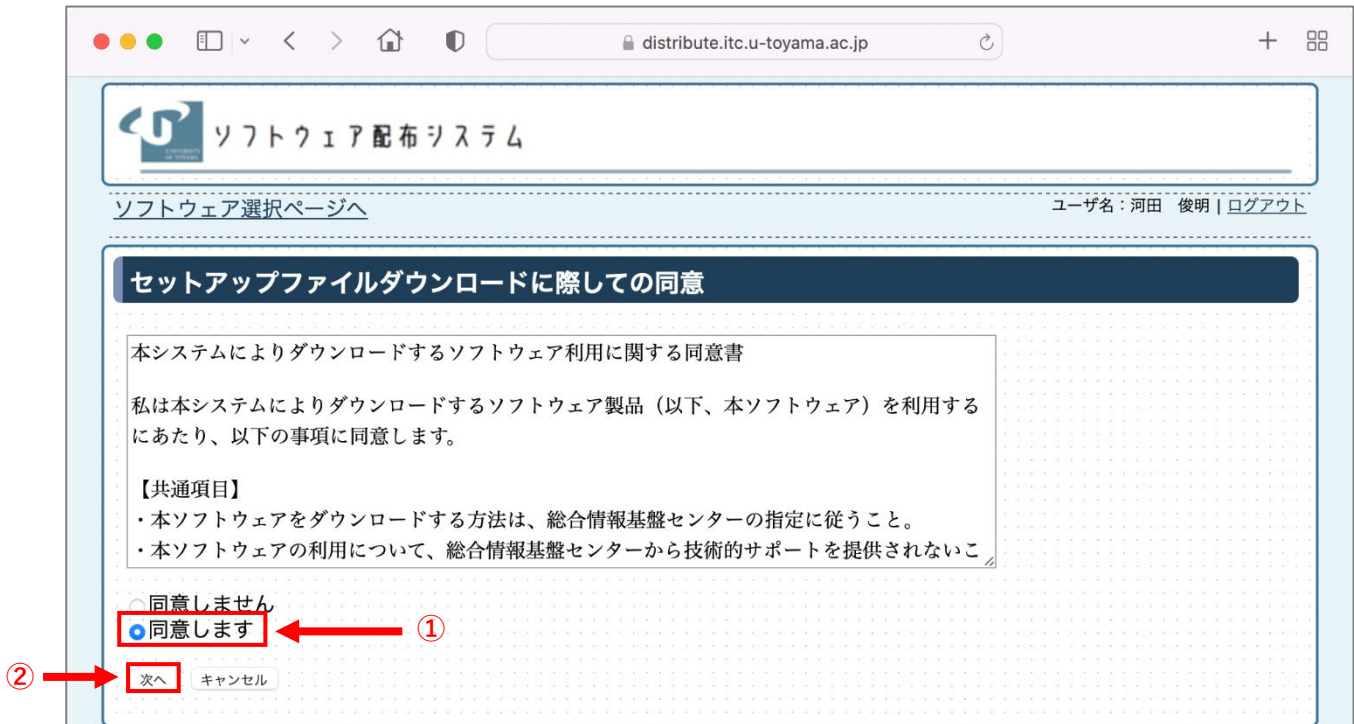 distribute.itc.u-toyama.ac.jp
UNIVERSITY
OF TOYAMA
ソフトウェア配布システム
ソフトウェア選択ページへ
ユーザ名：河田　俊明 | ログアウト
セットアップファイルダウンロードに際しての同意
本システムによりダウンロードするソフトウェア利用に関する同意書
私は本システムによりダウンロードするソフトウェア製品（以下、本ソフトウェア）を利用する
にあたり、以下の事項に同意します。
【共通項目】
・本ソフトウェアをダウンロードする方法は、総合情報基盤センターの指定に従うこと。
・本ソフトウェアの利用について、総合情報基盤センターから技術的サポートを提供されないこ
同意しません
同意します ①
② 次へ キャンセル